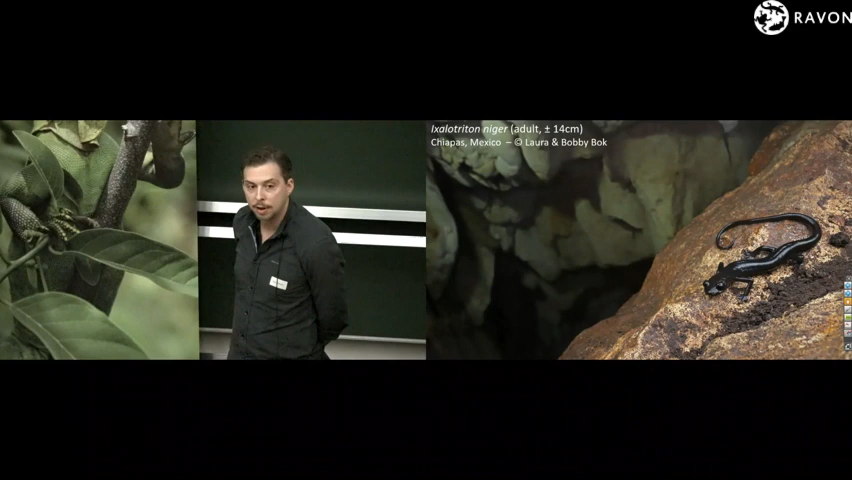 RAVON
Ixalotriton niger (adult, ± 14cm)
Chiapas, Mexico – © Laura & Bobby Bok